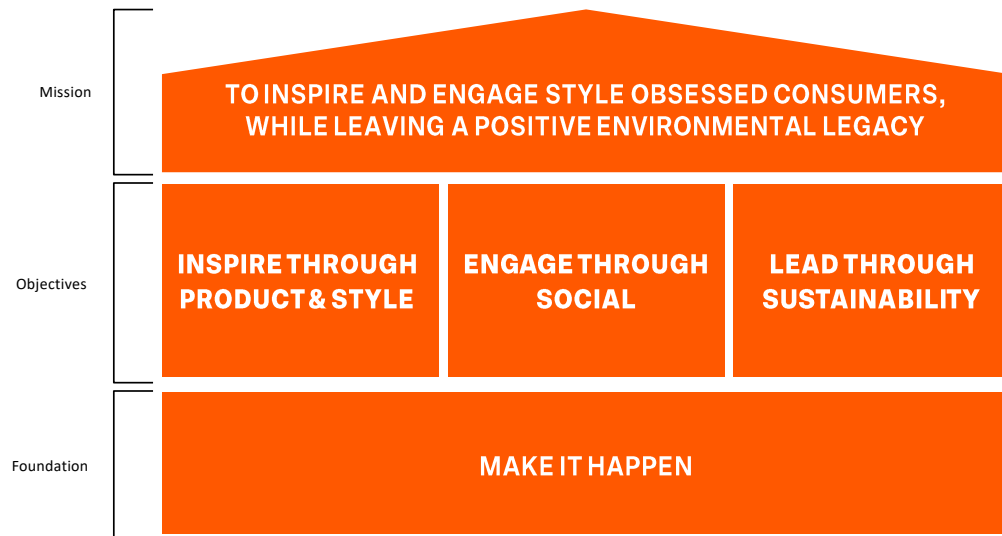 Mission
TO INSPIRE AND ENGAGE STYLE OBSESSED CONSUMERS,
WHILE LEAVING A POSITIVE ENVIRONMENTAL LEGACY
Objectives
INSPIRE THROUGH
PRODUCT & STYLE
ENGAGE THROUGH
SOCIAL
LEAD THROUGH
SUSTAINABILITY
Foundation
MAKE IT HAPPEN